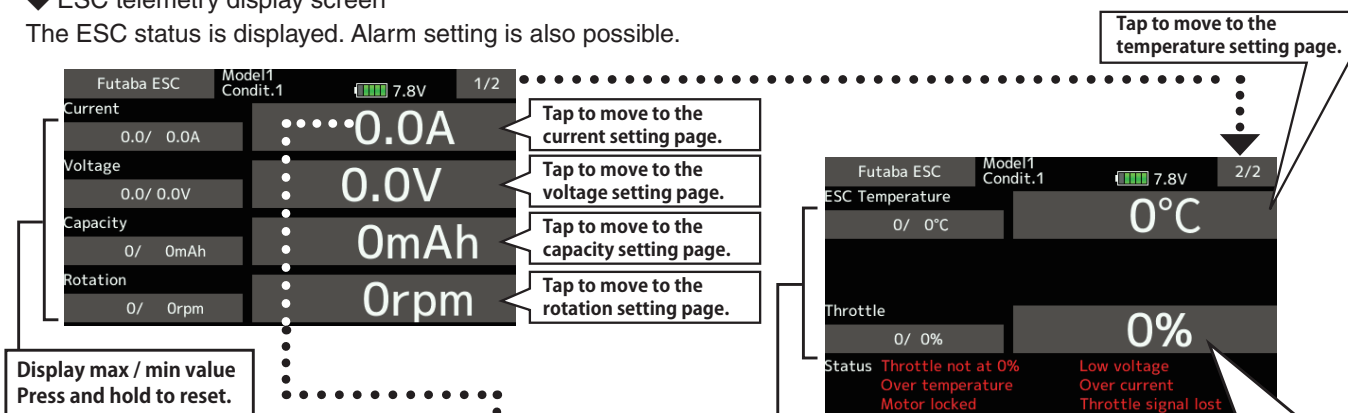 ESC telemetry display screen
The ESC status is displayed. Alarm setting is also possible.
Tap to move to the
temperature setting page.
Futaba ESC
Model1
Condit.1
7.8V
1/2
Current
0.0/ 0.0A
0.0A
Tap to move to the
current setting page.
Voltage
0.0/ 0.0V
0.0V
Tap to move to the
voltage setting page.
Capacity
0/ 0mAh
0mAh
Tap to move to the
capacity setting page.
Rotation
0/ 0rpm
0rpm
Tap to move to the
rotation setting page.
Display max / min value
Press and hold to reset.
Futaba ESC
Model1
Condit.1
7.8V
2/2
ESC Temperature
0/ 0°C
0°C
Throttle
0/ 0%
0%
Status Throttle not at 0% Low voltage
Over temperature Over current
Motor locked Throttle signal lost